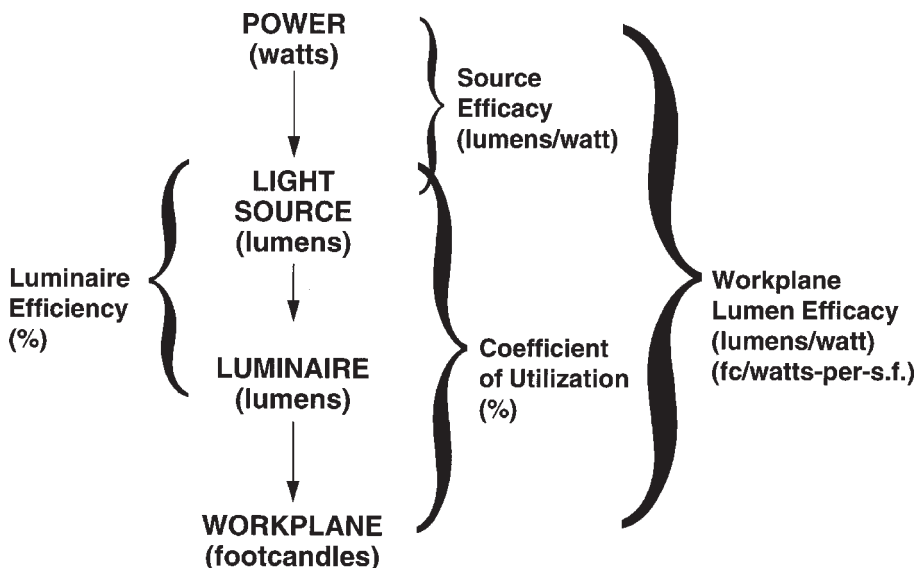 POWER
(watts)
Source
Efficacy
(lumens/watt)
LIGHT
SOURCE
(lumens)
Luminaire
Efficiency
(%)
Workplane
Lumen Efficacy
(lumens/watt)
(fc/watts-per-s.f.)
Coefficient
of Utilization
(%)
LUMINAIRE
(lumens)
WORKPLANE
(footcandles)